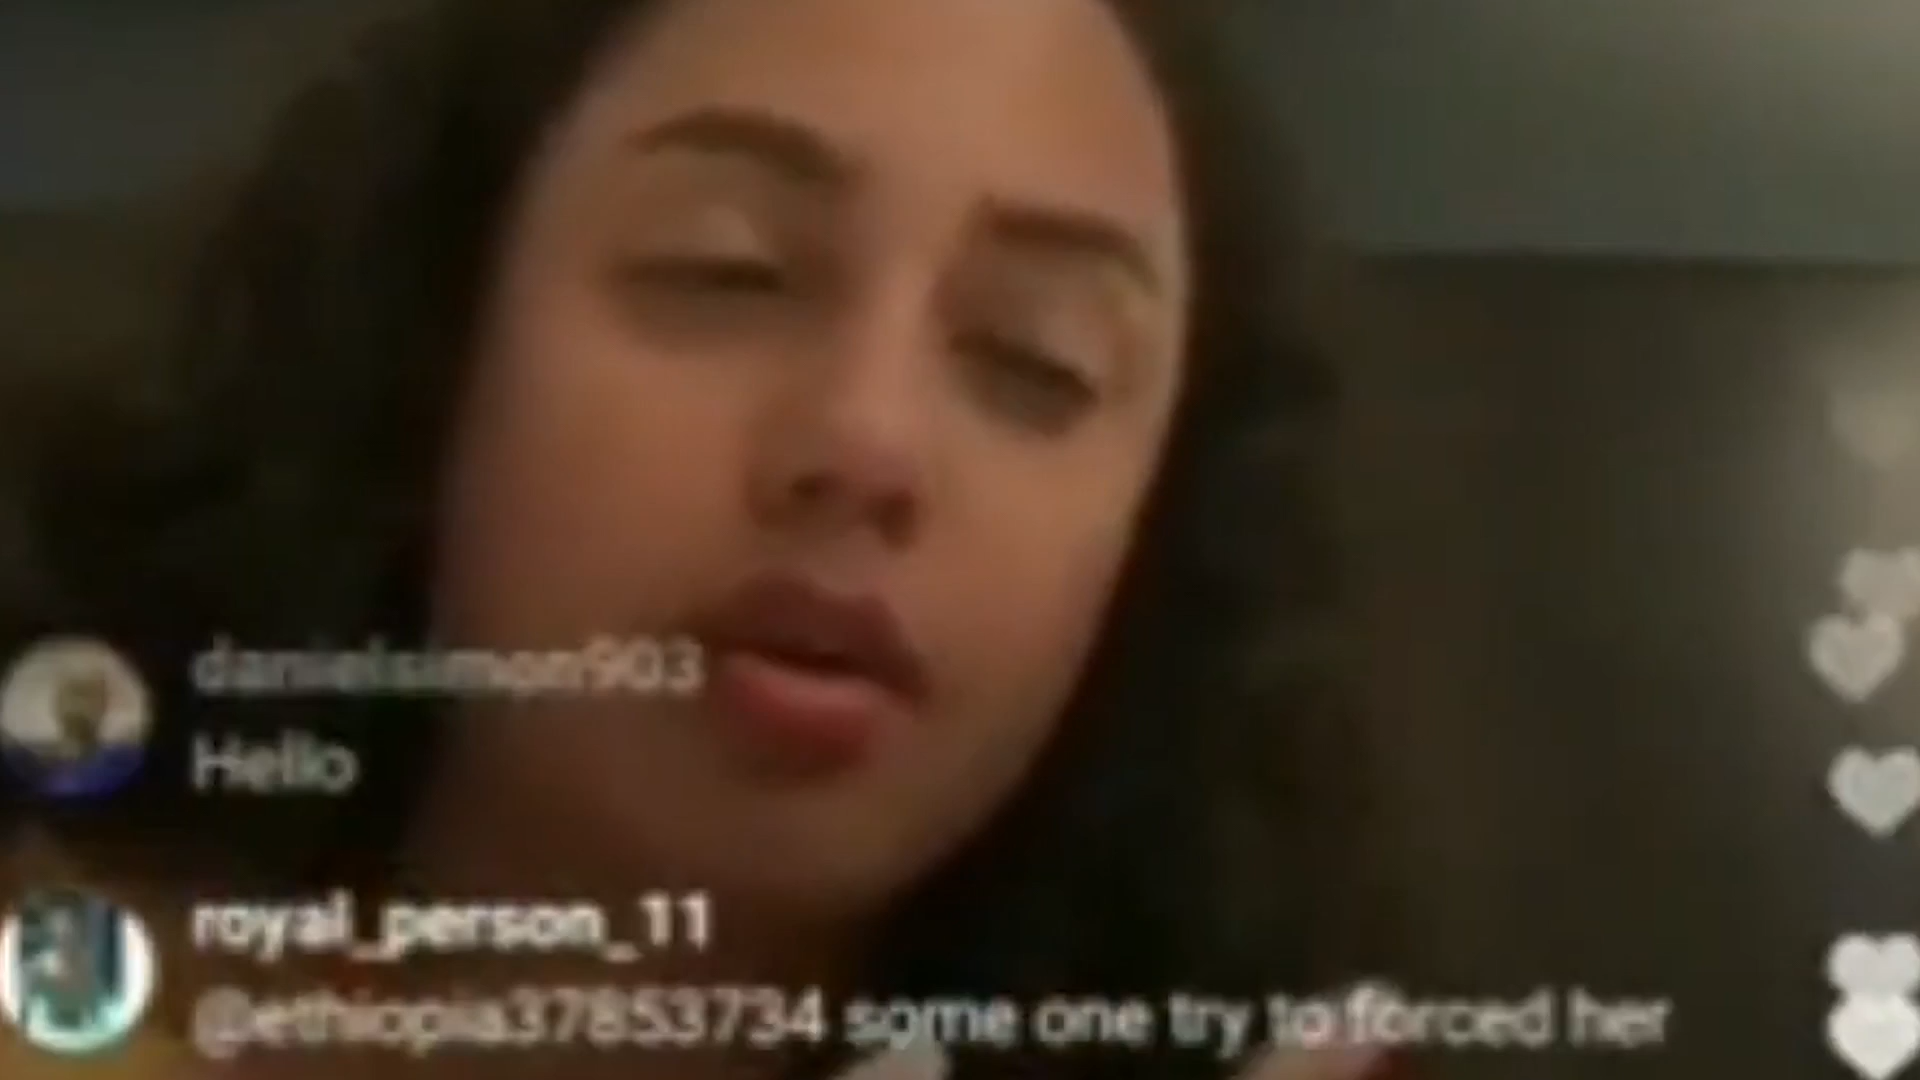 danielsimon903
Hello
royal_person_11
@ethiopia37853734 some one try to forced her